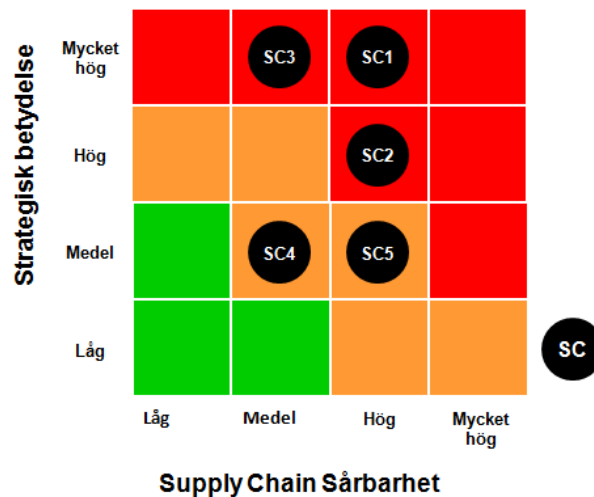 Strategisk betydelse
Mycket
hög
SC3
SC1
Hög
SC2
Medel
SC4
SC5
Låg
SC
Låg
Medel
Hög
Mycket
hög
Supply Chain Sårbarhet